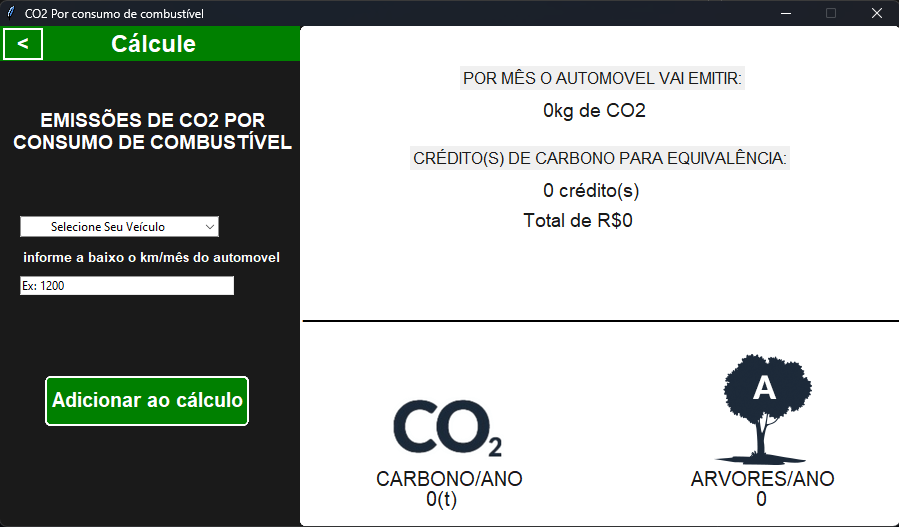 CO2 Por consumo de combustível
<
Cálcule
EMISSÕES DE CO2 POR
CONSUMO DE COMBUSTÍVEL
Selecione Seu Veículo
informe a baixo o km/mês do automovel
Ex: 1200
Adicionar ao cálculo
POR MÊS O AUTOMOVEL VAI EMITIR:
0kg de CO2
CRÉDITO(S) DE CARBONO PARA EQUIVALÊNCIA:
0 crédito(s)
Total de R$0
CO2
CARBONO/ANO
0(t)
A
ARVORES/ANO
0